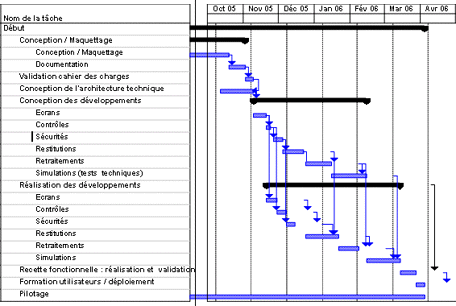 Oct 05 Nov 05 Déc 05 Jan 06 Fév 06 Mar 06 Avr 06
Nom de la tâche
Début
Conception / Maquettage
Conception / Maquettage
Documentation
Validation cahier des charges
Conception de l'architecture technique
Conception des développements
Ecrans
Contrôles
Sécurités
Restitutions
Retraitements
Simulations (tests techniques)
Réalisation des développements
Ecrans
Contrôles
Sécurités
Restitutions
Retraitements
Simulations
Recette fonctionnelle : réalisation et validation
Formation utilisateurs / déploiement
Pilotage